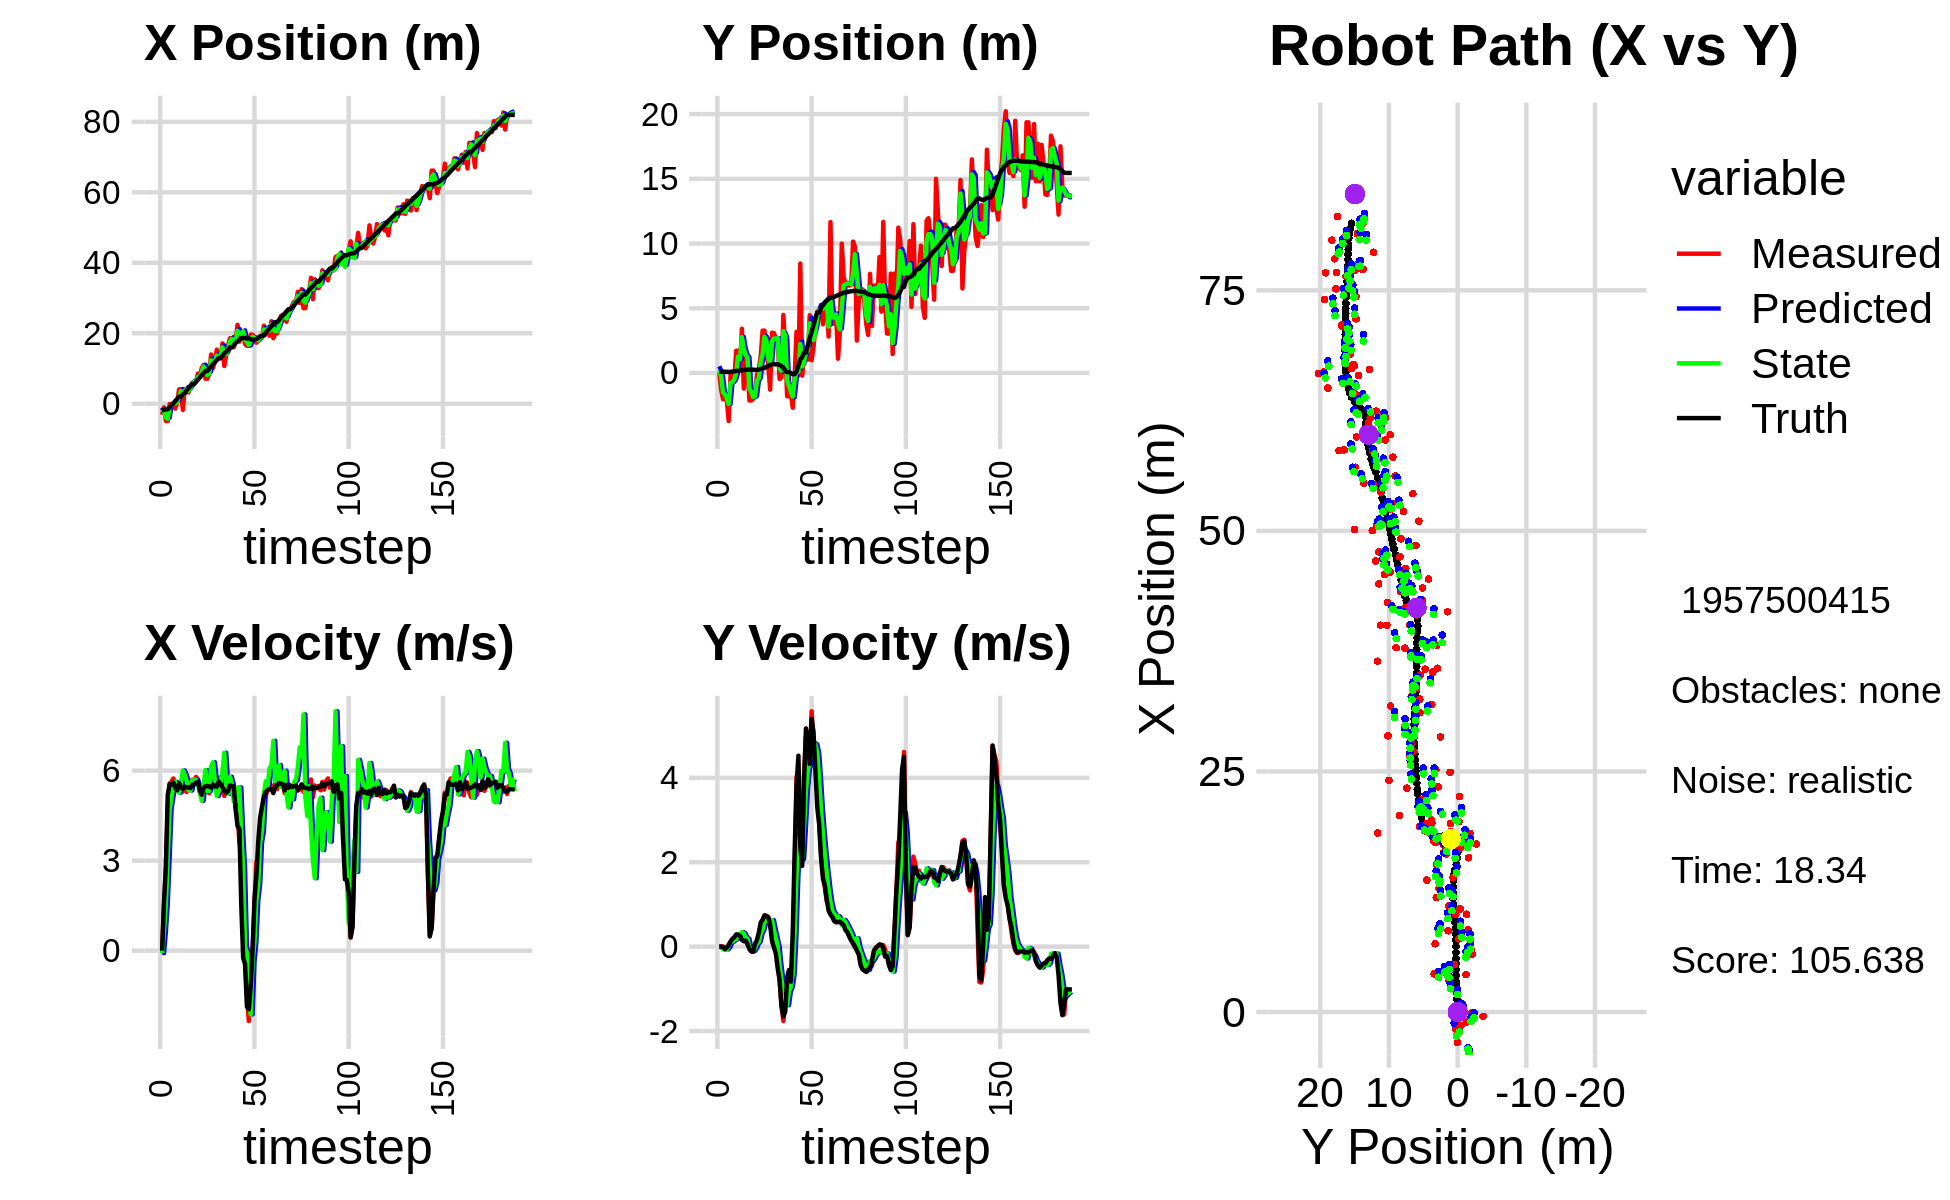 X Position (m)
80
60
40
20
0
0
50
100
150
timestep
Y Position (m)
20
15
10
5
0
0
50
100
150
timestep
X Velocity (m/s)
6
3
0
0
50
100
150
timestep
Y Velocity (m/s)
4
2
0
-2
0
50
100
150
timestep
Robot Path (X vs Y)
X Position (m)
75
50
25
0
20 10 0 -10 -20
Y Position (m)
variable
Measured
Predicted
State
Truth
1957500415
Obstacles: none
Noise: realistic
Time: 18.34
Score: 105.638